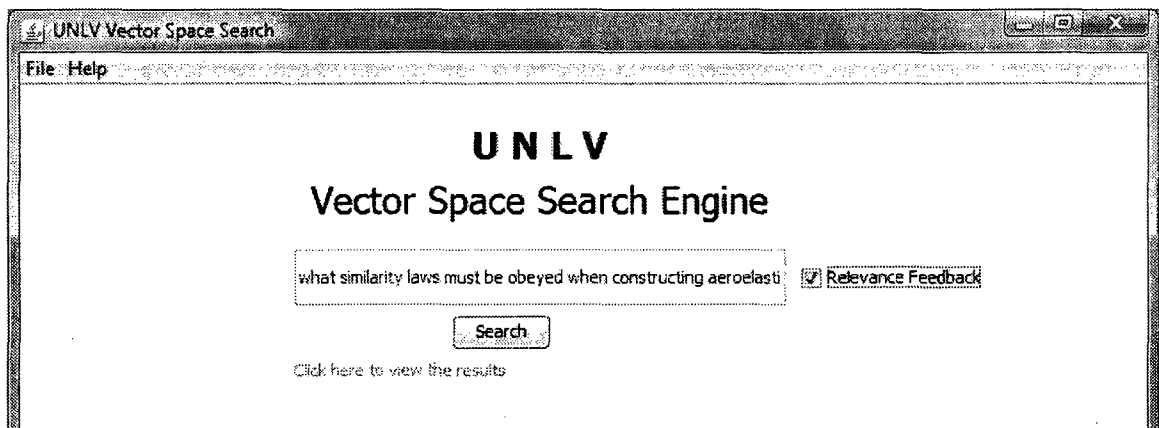 UNLV Vector Space Search
File Help
U N L V
Vector Space Search Engine
what similarity laws must be obeyed when constructing aeroelasti
Relevance Feedback
Search
Click here to view the results